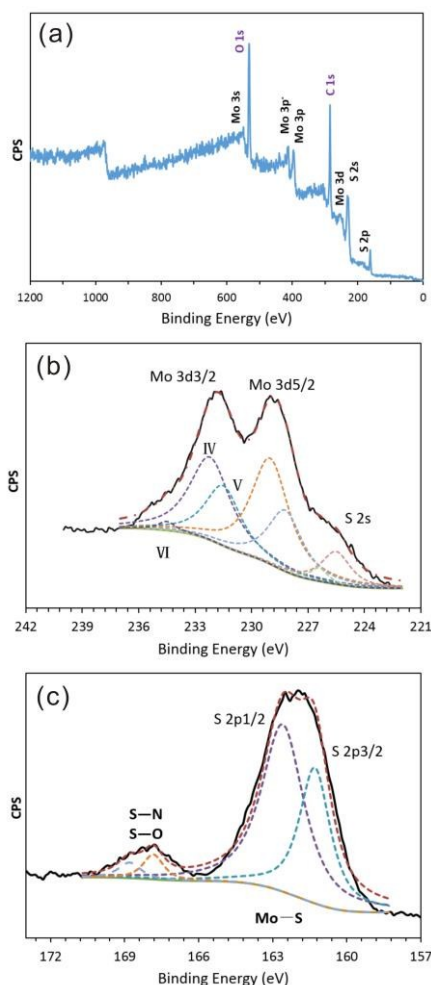 (a)
O 1s
C 1s
Mo 3s
Mo 3p-
Mo 3p
Mo 3d
S 2s
S 2p
CPS
1200 1000 800 600 400 200 0
Binding Energy (eV)
(b)
Mo 3d3/2 Mo 3d5/2
IV
V
VI
S 2s
CPS
242 239 236 233 230 227 224 221
Binding Energy (eV)
(c)
S 2p1/2
S 2p3/2
S—N
S—O
Mo—S
CPS
172 169 166 163 160 157
Binding Energy (eV)